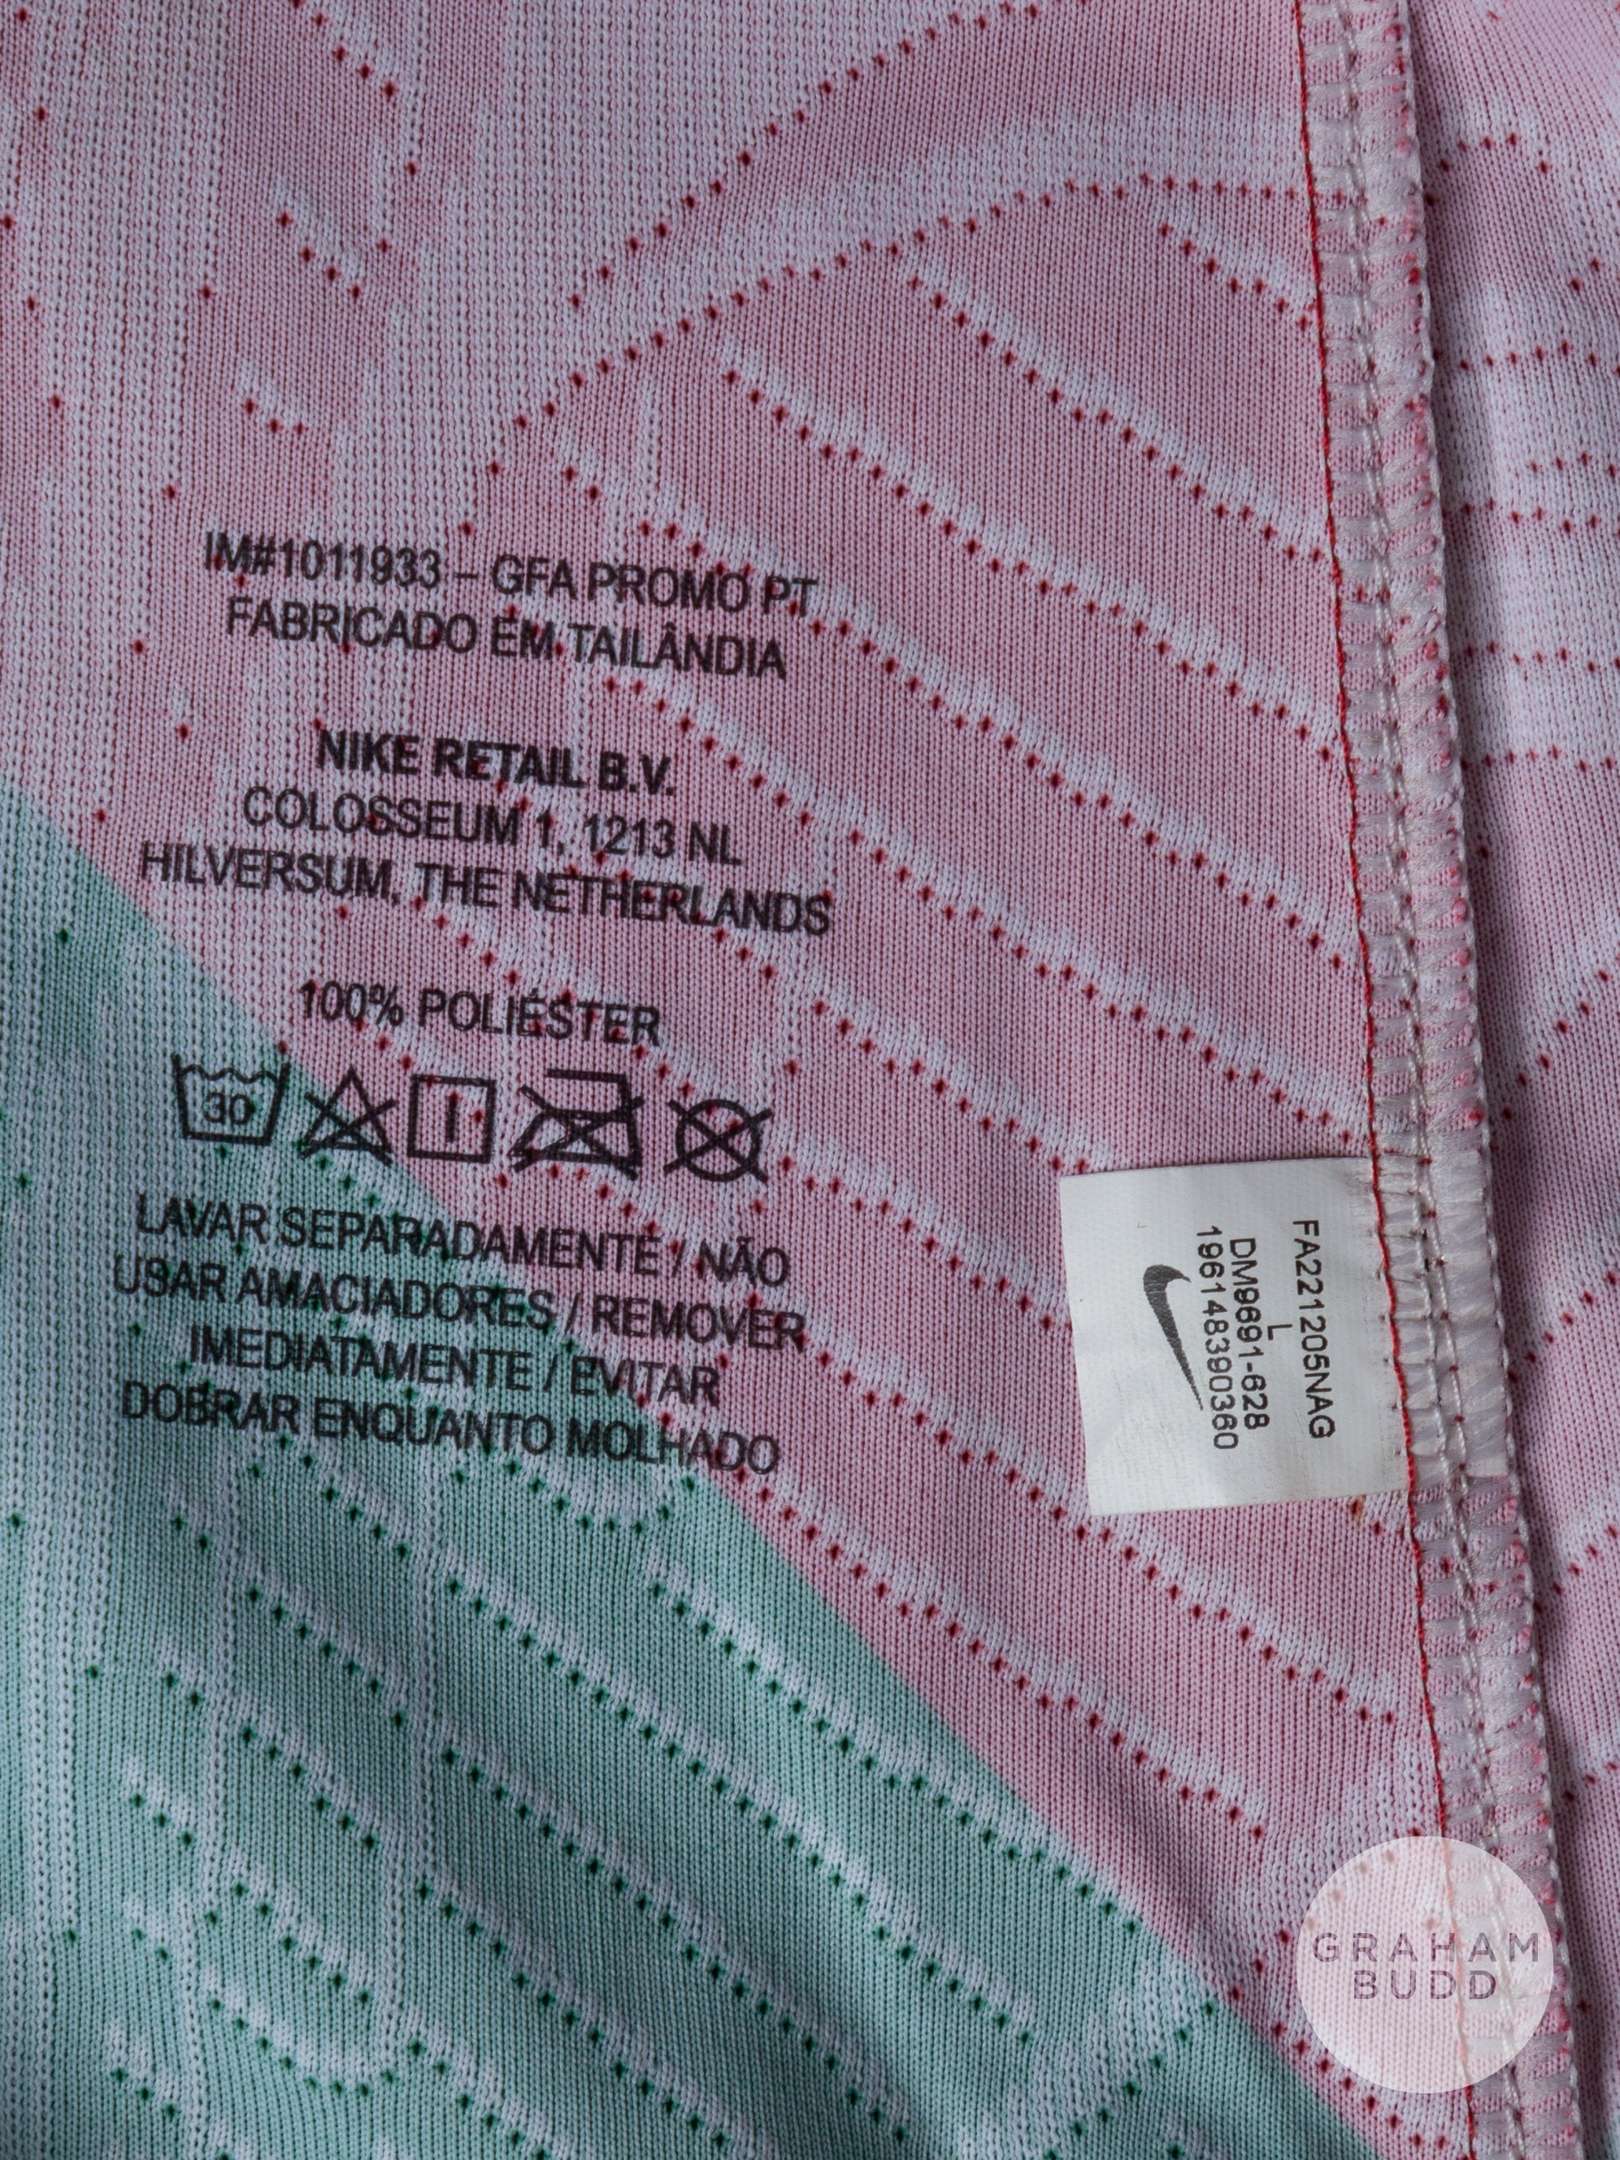 IM#1011933 – GFA PROMO PT
FABRICADO EM TAILÂNDIA
NIKE RETAIL B.V.
COLOSSEUM 1, 1213 NL
HILVERSUM, THE NETHERLANDS
100% POLIÉSTER
30
LAVAR SEPARADAMENTE / NÃO
USAR AMACIADORES / REMOVER
IMEDIATAMENTE / EVITAR
DOBRAR ENQUANTO MOLHADO
FA221205NAG
L
DM9691-628
196148390360
GRAHAM
BUDD